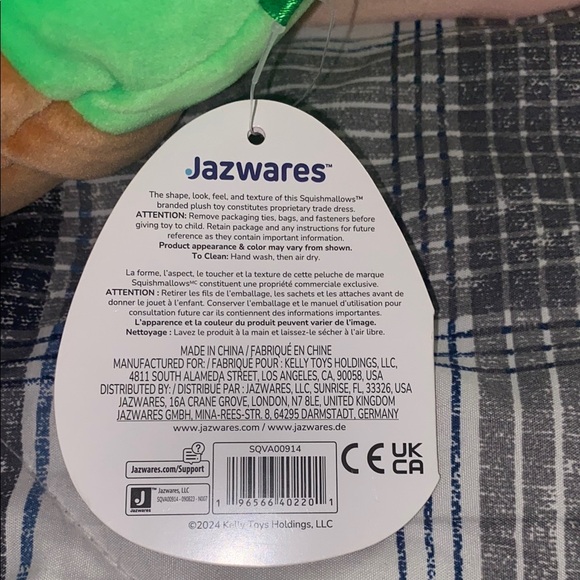 Jazwares™
The shape, look, feel, and texture of this Squishmallows™
branded plush toy constitutes proprietary trade dress.
ATTENTION: Remove packaging ties, bags, and fasteners before
giving toy to child. Retain package and any instructions for future
reference as they contain important information.
Product appearance & color may vary from shown.
To Clean: Hand wash, then air dry.
La forme, l'aspect, le toucher et la texture de cette peluche de marque
Squishmallowsᴹᶜ constituent une propriété commerciale exclusive.
ATTENTION : Retirer les fils de l'emballage, les sachets et les attaches avant de
donner le jouet à l'enfant. Conserver l'emballage et le manuel d'utilisation pour
consultation future car ils contiennent des informations importantes.
L'apparence et la couleur du produit peuvent varier de l'image.
Nettoyage : Lavez le produit à la main et laissez-le sécher à l'air libre.
MADE IN CHINA / FABRIQUÉ EN CHINE
MANUFACTURED FOR: / FABRIQUÉ POUR : KELLY TOYS HOLDINGS, LLC,
4811 SOUTH ALAMEDA STREET, LOS ANGELES, CA, 90058, USA
DISTRIBUTED BY: / DISTRIBUÉ PAR : JAZWARES, LLC, SUNRISE, FL, 33326, USA
JAZWARES, 16A CRANE GROVE, LONDON, N7 8LE, UNITED KINGDOM
JAZWARES GMBH, MINA-REES-STR. 8, 64295 DARMSTADT, GERMANY
www.jazwares.com / www.jazwares.de
Jazwares.com/Support
SQVA00914
1 96566 40220 1
CE UKCA
J Jazwares, LLC
SQVA00914 - 090823 - N007
JAZWARES
©2024 Kelly Toys Holdings, LLC